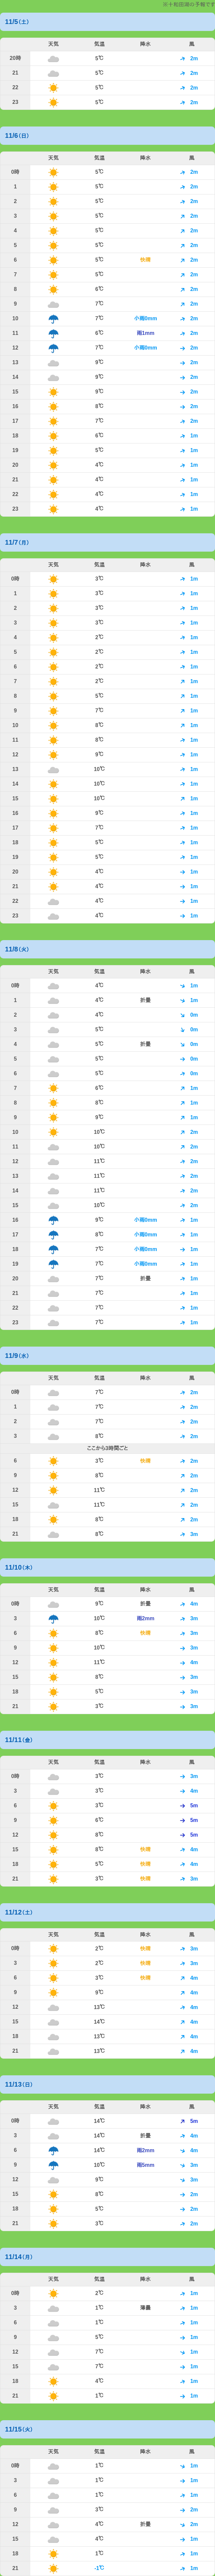 ※十和田湖の予報です
11/5(土)
天気 気温 降水 風
20時 5℃ 2m
21 5℃ 2m
22 5℃ 2m
23 5℃ 2m
11/6(日)
天気 気温 降水 風
0時 5℃ 2m
1 5℃ 2m
2 5℃ 2m
3 5℃ 2m
4 5℃ 2m
5 5℃ 2m
6 5℃ 快晴 2m
7 5℃ 2m
8 6℃ 2m
9 7℃ 2m
10 7℃ 小雨0mm 2m
11 6℃ 雨1mm 2m
12 7℃ 小雨0mm 2m
13 9℃ 2m
14 9℃ 2m
15 9℃ 2m
16 8℃ 2m
17 7℃ 2m
18 6℃ 1m
19 5℃ 1m
20 4℃ 1m
21 4℃ 1m
22 4℃ 1m
23 4℃ 1m
11/7(月)
天気 気温 降水 風
0時 3℃ 1m
1 3℃ 1m
2 3℃ 1m
3 3℃ 1m
4 2℃ 1m
5 2℃ 1m
6 2℃ 1m
7 2℃ 1m
8 5℃ 1m
9 7℃ 1m
10 8℃ 1m
11 8℃ 1m
12 9℃ 1m
13 10℃ 1m
14 10℃ 1m
15 10℃ 1m
16 9℃ 1m
17 7℃ 1m
18 5℃ 1m
19 5℃ 1m
20 4℃ 1m
21 4℃ 1m
22 4℃ 1m
23 4℃ 1m
11/8(火)
天気 気温 降水 風
0時 4℃ 1m
1 4℃ 折曇 1m
2 4℃ 0m
3 5℃ 0m
4 5℃ 折曇 0m
5 5℃ 0m
6 5℃ 0m
7 6℃ 1m
8 8℃ 1m
9 9℃ 1m
10 10℃ 2m
11 10℃ 2m
12 11℃ 2m
13 11℃ 2m
14 11℃ 2m
15 10℃ 2m
16 9℃ 小雨0mm 1m
17 8℃ 小雨0mm 1m
18 7℃ 小雨0mm 1m
19 7℃ 小雨0mm 1m
20 7℃ 折曇 1m
21 7℃ 1m
22 7℃ 1m
23 7℃ 1m
11/9(水)
天気 気温 降水 風
0時 7℃ 2m
1 7℃ 2m
2 7℃ 2m
3 8℃ 2m
ここから3時間ごと
6 3℃ 快晴 2m
9 8℃ 2m
12 11℃ 2m
15 11℃ 2m
18 8℃ 2m
21 8℃ 3m
11/10(木)
天気 気温 降水 風
0時 9℃ 折曇 4m
3 10℃ 雨2mm 3m
6 8℃ 快晴 3m
9 10℃ 3m
12 11℃ 4m
15 8℃ 3m
18 5℃ 3m
21 3℃ 3m
11/11(金)
天気 気温 降水 風
0時 3℃ 3m
3 3℃ 4m
6 3℃ 5m
9 6℃ 5m
12 8℃ 5m
15 8℃ 快晴 4m
18 5℃ 快晴 4m
21 3℃ 快晴 3m
11/12(土)
天気 気温 降水 風
0時 2℃ 快晴 3m
3 2℃ 快晴 3m
6 3℃ 快晴 4m
9 9℃ 4m
12 13℃ 4m
15 14℃ 4m
18 13℃ 4m
21 13℃ 4m
11/13(日)
天気 気温 降水 風
0時 14℃ 5m
3 14℃ 折曇 4m
6 14℃ 雨2mm 4m
9 10℃ 雨5mm 3m
12 9℃ 3m
15 8℃ 2m
18 5℃ 2m
21 3℃ 2m
11/14(月)
天気 気温 降水 風
0時 2℃ 1m
3 1℃ 薄曇 1m
6 1℃ 1m
9 5℃ 1m
12 7℃ 1m
15 7℃ 1m
18 4℃ 1m
21 1℃ 1m
11/15(火)
天気 気温 降水 風
0時 1℃ 1m
3 1℃ 1m
6 1℃ 1m
9 3℃ 2m
12 4℃ 折曇 2m
15 4℃ 1m
18 1℃ 1m
21 -1℃ 1m